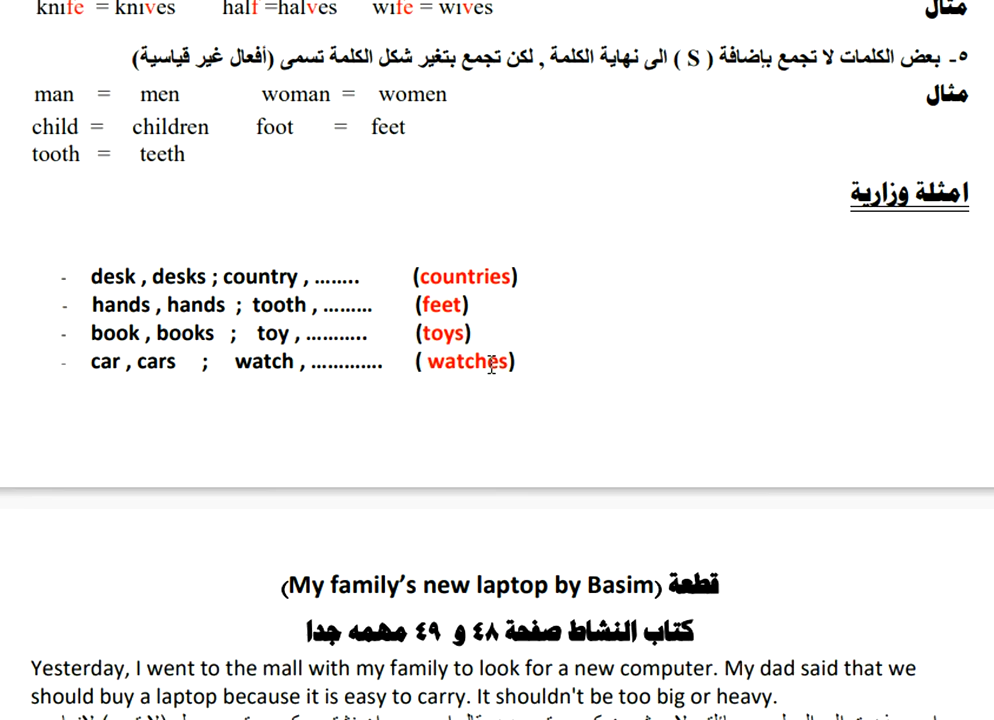 knife = knives half =halves wife = wives مثال
٥- بعض الكلمات لا تجمع بإضافة ( S ) الى نهاية الكلمة , لكن تجمع بتغير شكل الكلمة تسمى (أفعال غير قياسية)
man = men woman = women مثال
child = children foot = feet
tooth = teeth
امثلة وزارية
- desk , desks ; country , ........ (countries)
- hands , hands ; tooth , ......... (feet)
- book , books ; toy , ........... (toys)
- car , cars ; watch , ............. ( watches)
قطعة (My family’s new laptop by Basim)
كتاب النشاط صفحة ٤٨ و ٤٩ مهمه جدا
Yesterday, I went to the mall with my family to look for a new computer. My dad said that we
should buy a laptop because it is easy to carry. It shouldn't be too big or heavy.